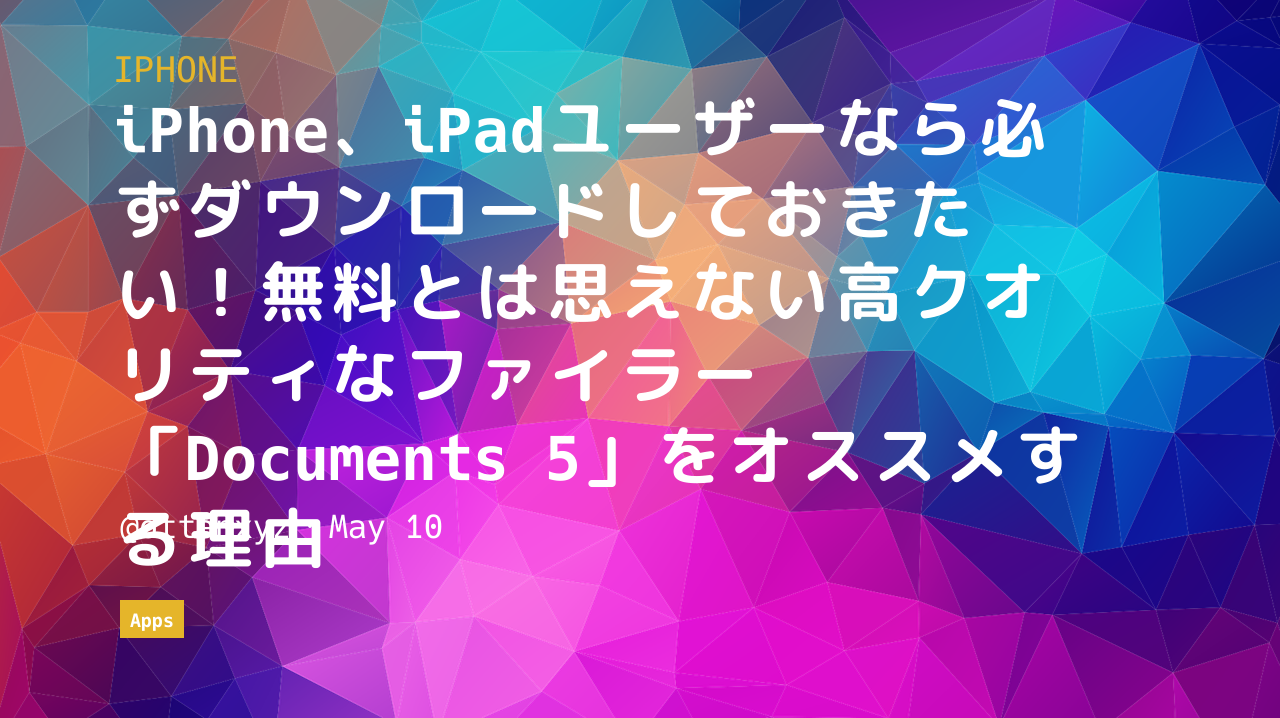 IPHONE
iPhone、iPadユーザーなら必
ずダウンロードしておきた
い！無料とは思えない高クオ
リティなファイラー
「Documents 5」をオススメす
る理由
May 10
Apps